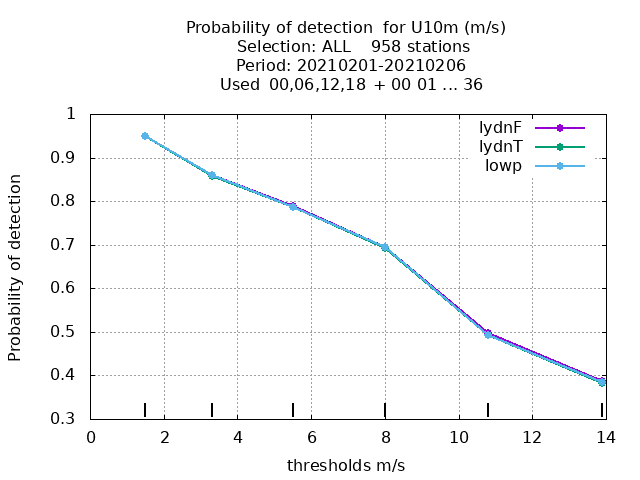 Probability of detection for U10m (m/s)
Selection: ALL 958 stations
Period: 20210201-20210206
Used 00,06,12,18 + 00 01 ... 36
lydnF
lydnT
lowp
1
0.9
0.8
0.7
0.6
0.5
0.4
0.3
Probability of detection
0 2 4 6 8 10 12 14
thresholds m/s